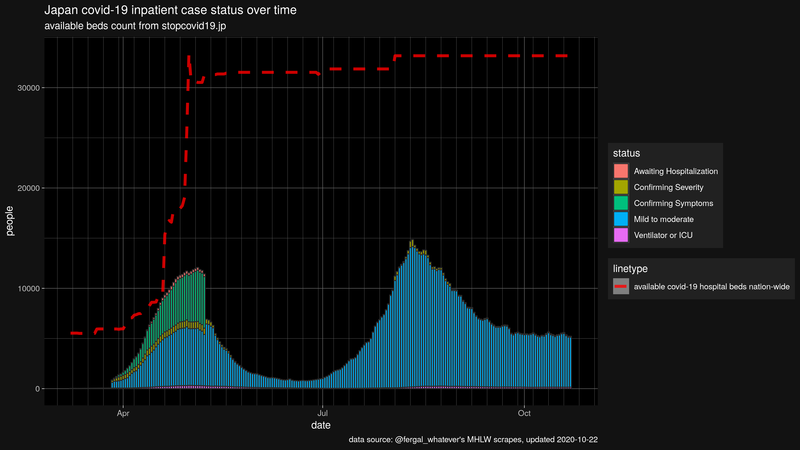 Japan covid-19 inpatient case status over time
available beds count from stopcovid19.jp
people
30000
20000
10000
0
Apr
Jul
Oct
date
status
Awaiting Hospitalization
Confirming Severity
Confirming Symptoms
Mild to moderate
Ventilator or ICU
linetype
available covid-19 hospital beds nation-wide
data source: @fergal_whatever's MHLW scrapes, updated 2020-10-22